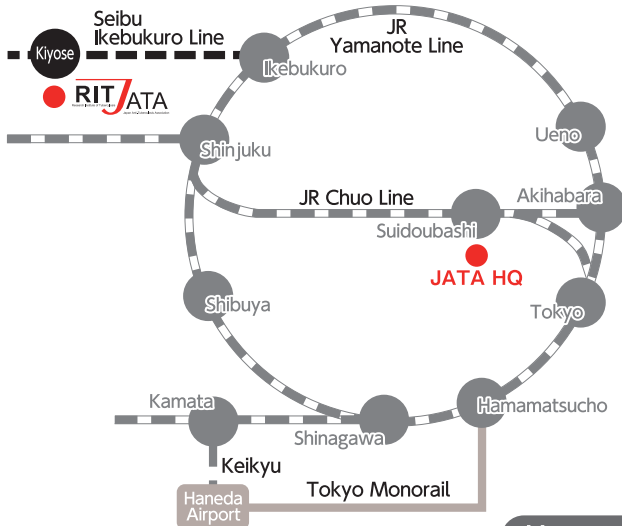 Seibu
Ikebukuro Line
JR
Yamanote Line
Kiyose
Ikebukuro
RIT JATA
Ueno
Shinjuku
JR Chuo Line
Akihabara
Suidoubashi
JATA HQ
Shibuya
Tokyo
Kamata
Hamamatsucho
Shinagawa
Keikyu
Haneda
Airport
Tokyo Monorail